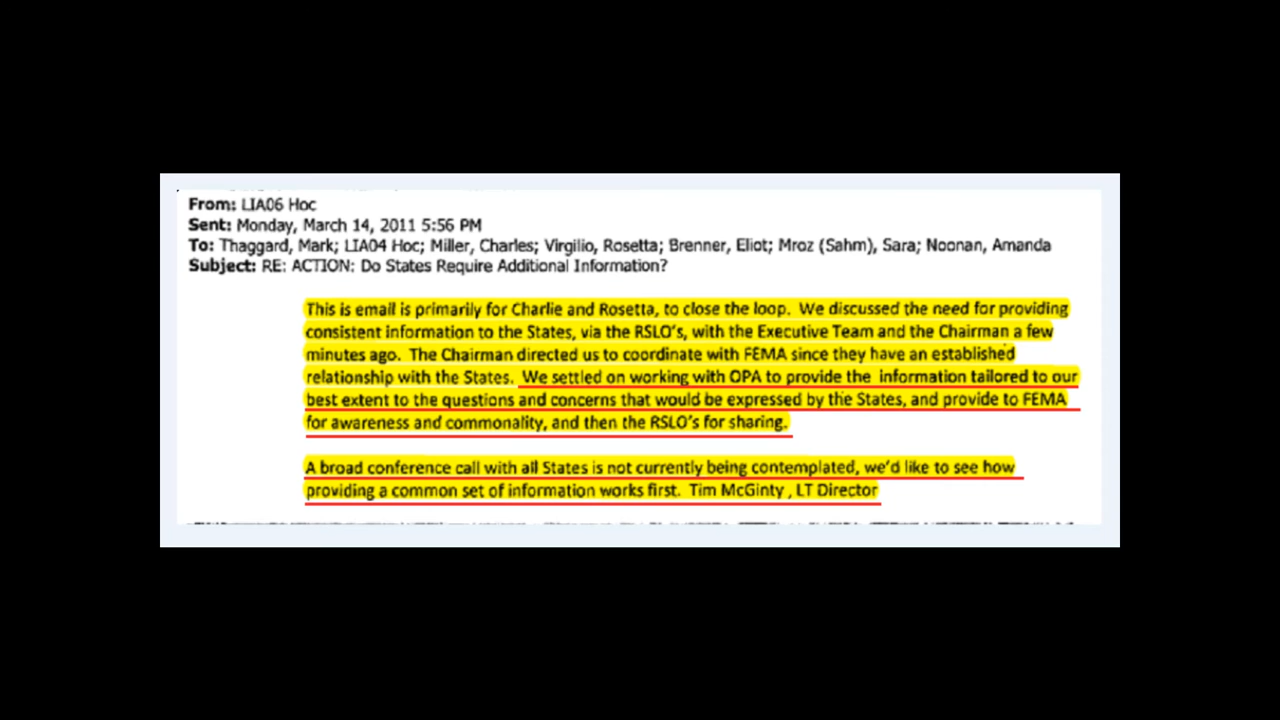 From: LIA06 Hoc
Sent: Monday, March 14, 2011 5:56 PM
To: Thaggard, Mark; LIA04 Hoc; Miller, Charles; Virgilio, Rosetta; Brenner, Eliot; Mroz (Sahm), Sara; Noonan, Amanda
Subject: RE: ACTION: Do States Require Additional Information?
This is email is primarily for Charlie and Rosetta, to close the loop. We discussed the need for providing
consistent information to the States, via the RSLO's, with the Executive Team and the Chairman a few
minutes ago. The Chairman directed us to coordinate with FEMA since they have an established
relationship with the States. We settled on working with OPA to provide the information tailored to our
best extent to the questions and concerns that would be expressed by the States, and provide to FEMA
for awareness and commonality, and then the RSLO's for sharing.
A broad conference call with all States is not currently being contemplated, we'd like to see how
providing a common set of information works first. Tim McGinty , LT Director